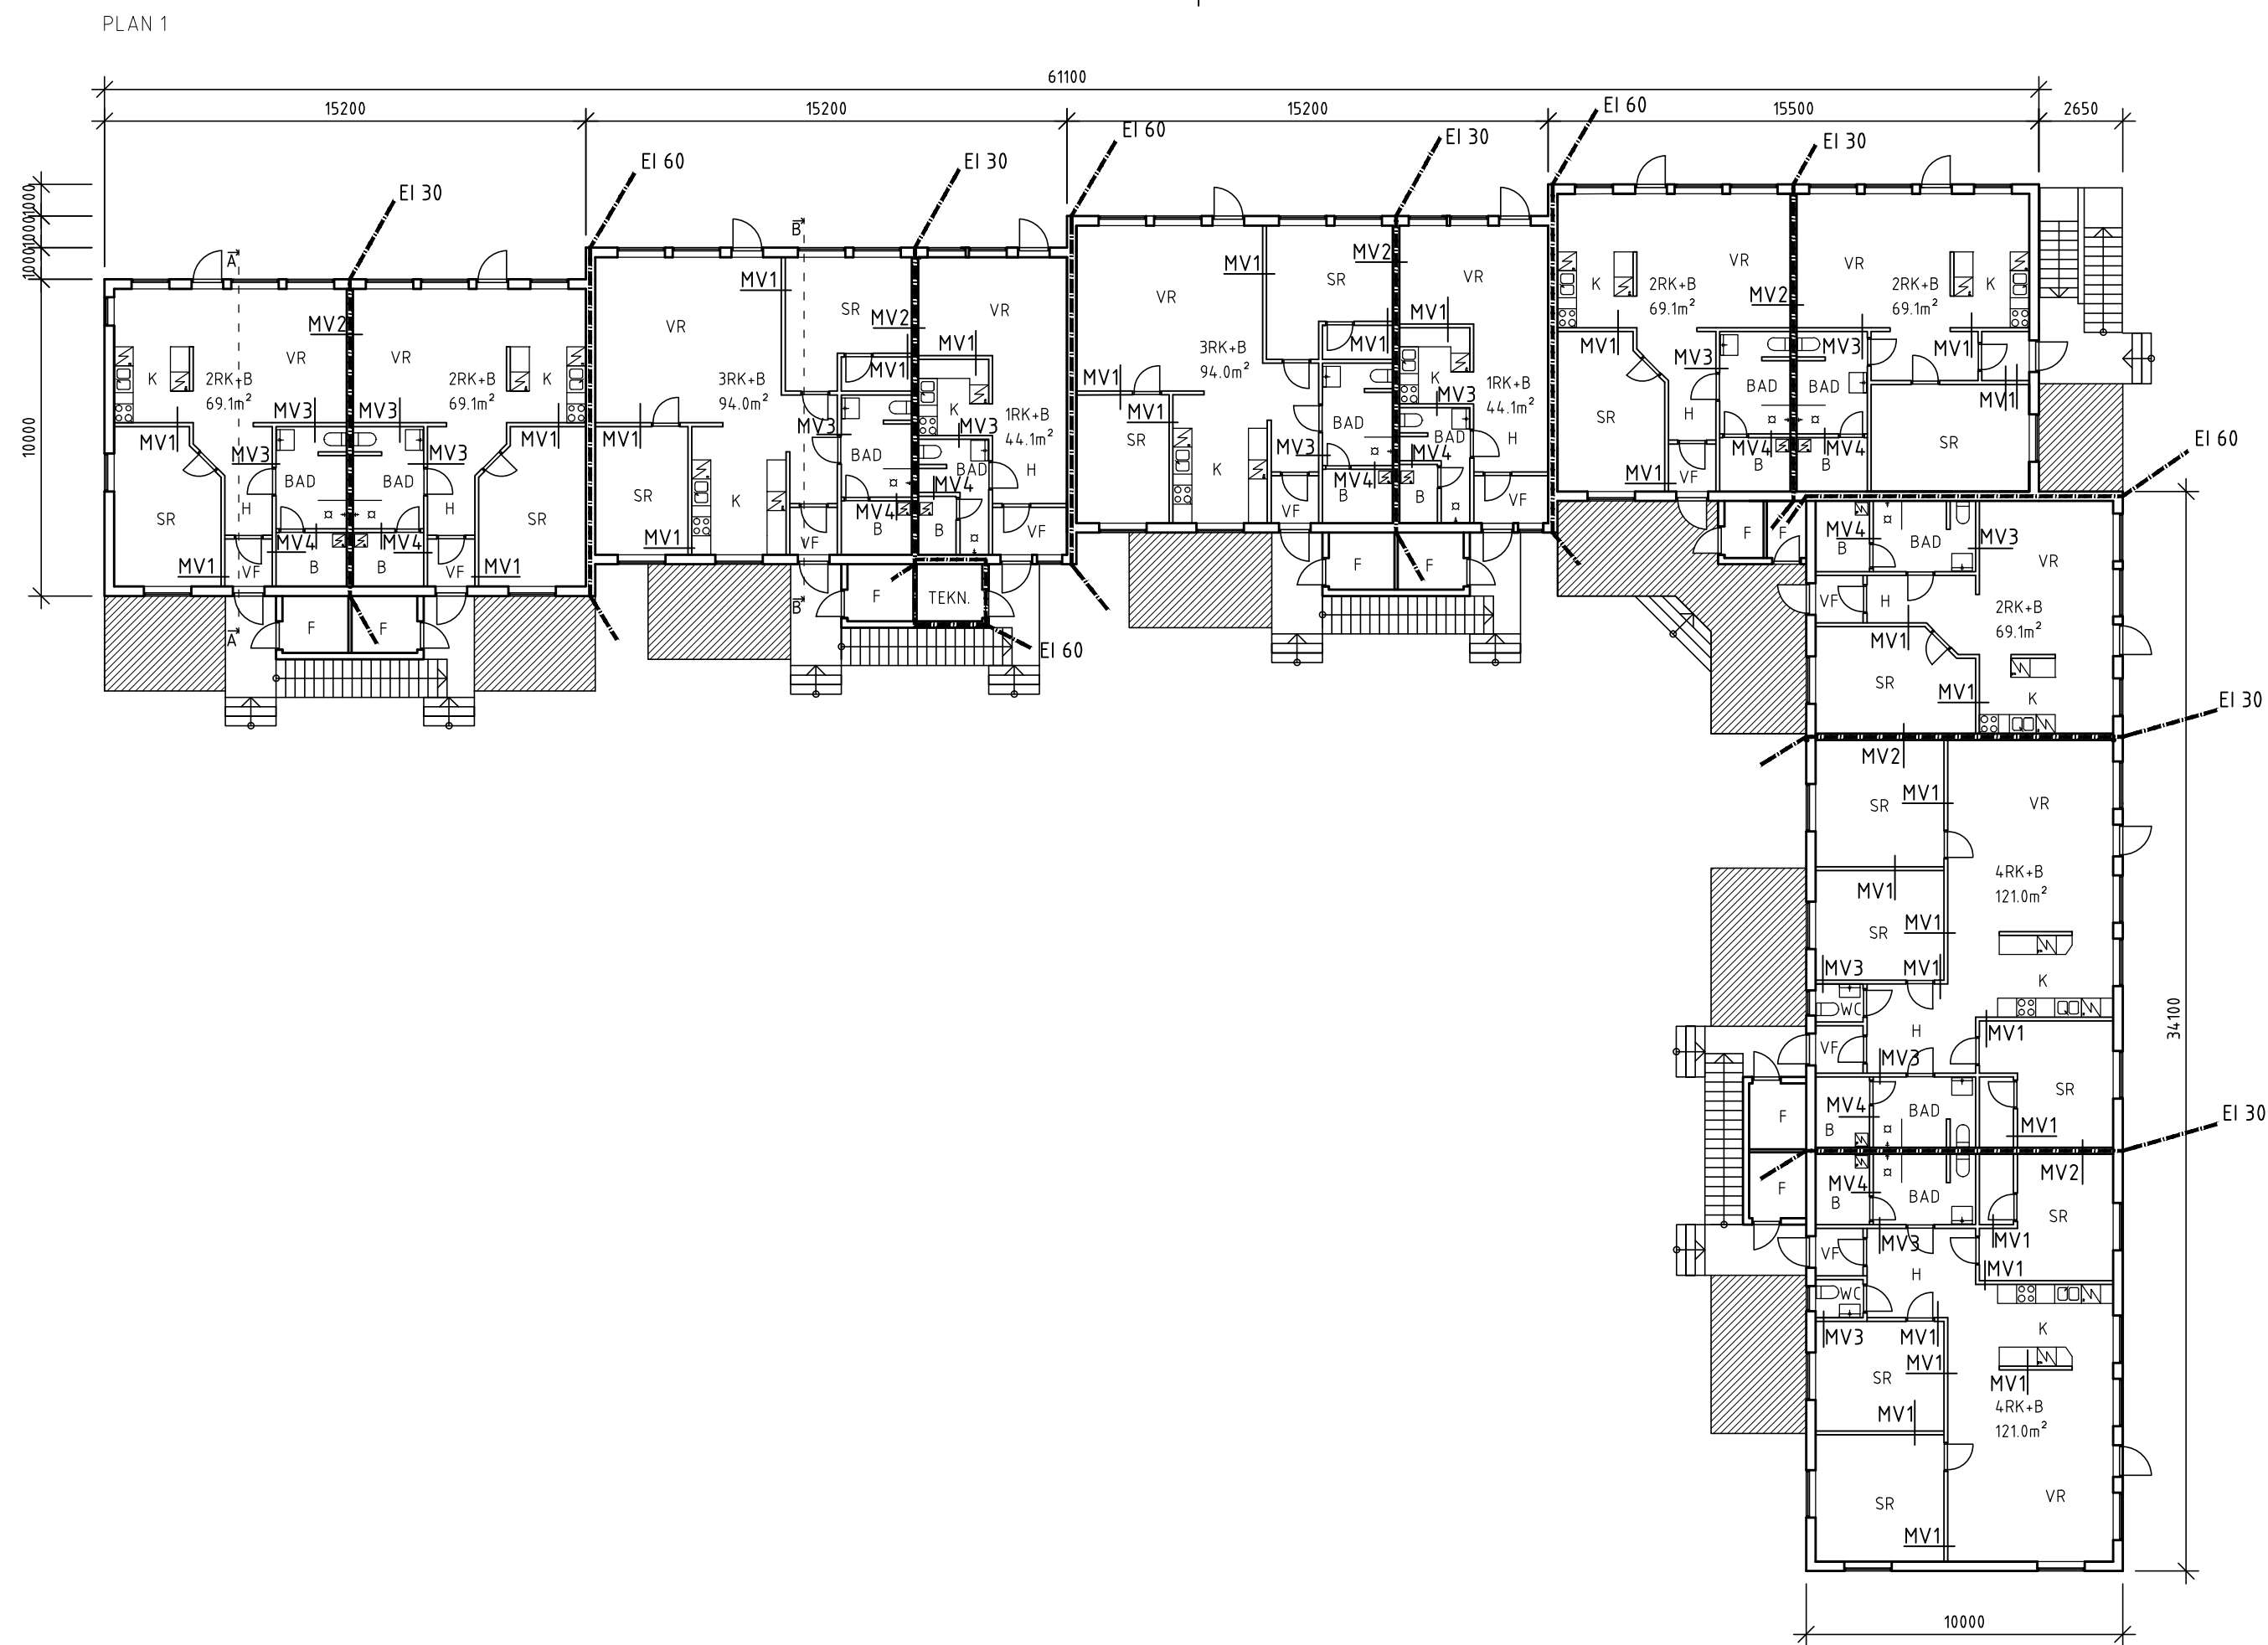 PLAN 1
61100
15200
15200
15200
15500
2650
EI 60
EI 60
EI 30
EI 30
EI 60
EI 30
EI 30
1000
1000
1000
10000
A
B
MV2
VR
VR
K
2RK+B
69.1m²
2RK+B
69.1m²
K
MV3
MV3
MV1
MV3
MV3
MV1
BAD
BAD
SR
H
H
SR
MV4
MV4
MV1
VF
B
B
VF
MV1
F
F
A
MV1
VR
SR
MV2
VR
MV1
MV1
3RK+B
94.0m²
K
1RK+B
44.1m²
MV3
MV3
MV1
SR
K
BAD
BAD
H
MV4
MV4
MV1
VF
B
B
VF
F
TEKN.
B
EI 60
MV1
VR
SR
MV2
VR
MV1
MV1
3RK+B
94.0m²
MV1
K
1RK+B
44.1m²
MV3
MV1
SR
K
BAD
BAD
H
MV3
MV4
MV4
VF
B
B
VF
F
F
VR
VR
K
2RK+B
69.1m²
MV2
2RK+B
69.1m²
K
MV1
MV3
MV3
MV1
BAD
BAD
MV1
SR
H
SR
MV4
MV4
MV1
VF
B
B
EI 60
F
F
MV4
B
BAD
MV3
VR
VF
H
2RK+B
69.1m²
MV1
SR
MV1
K
EI 30
MV2
SR
MV1
VR
4RK+B
121.0m²
MV1
SR
MV1
MV3
MV1
K
WC
H
MV1
VF
MV3
SR
34100
F
MV4
B
BAD
MV1
EI 30
F
MV4
B
BAD
MV2
SR
VF
MV3
MV1
H
MV1
WC
MV3
MV1
K
SR
MV1
MV1
4RK+B
121.0m²
MV1
SR
VR
MV1
10000